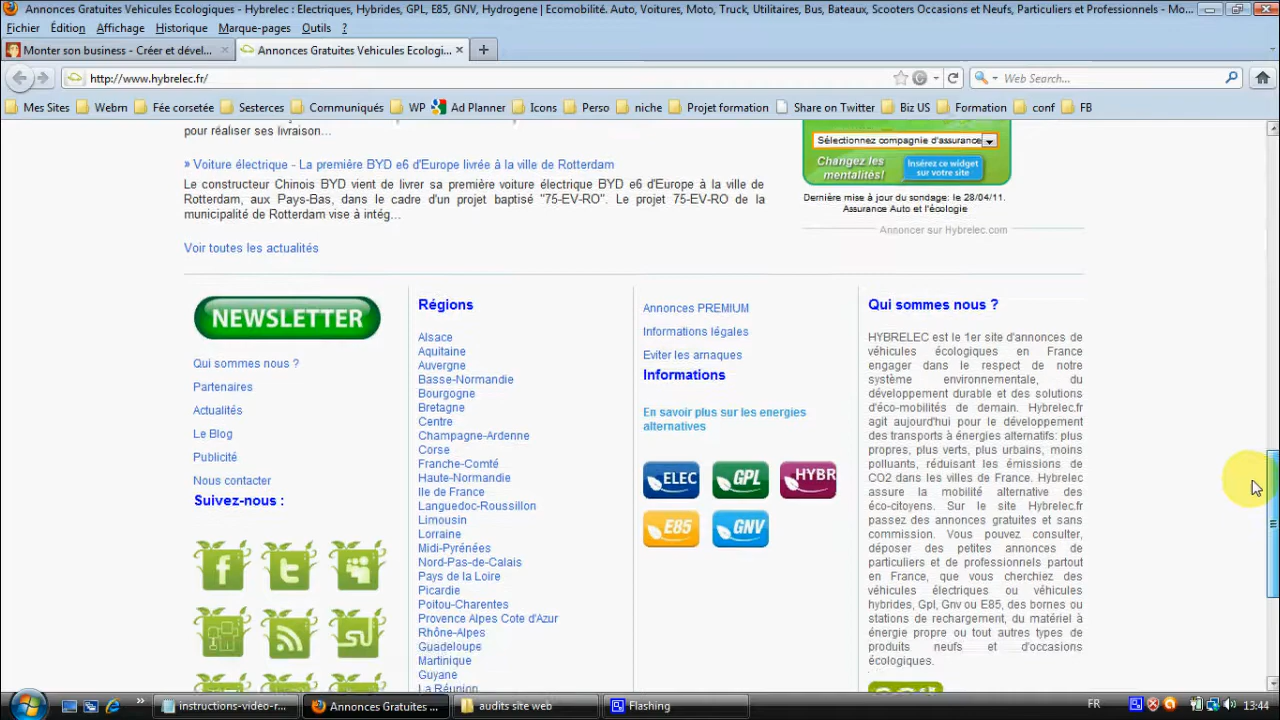 Annonces Gratuites Vehicules Ecologiques - Hybrelec : Electriques, Hybrides, GPL, E85, GNV, Hydrogene | Ecomobilité. Auto, Voitures, Moto, Truck, Utilitaires, Bus, Bateaux, Scooters Occasions et Neufs, Particuliers et Professionnels - Mo...
Fichier Édition Affichage Historique Marque-pages Outils ?
Monter son business - Créer et dével... Annonces Gratuites Vehicules Ecologi...
http://www.hybrelec.fr/ Web Search...
Mes Sites Webrn Fée corsetée Sesterces Communiqués WP Ad Planner Icons Perso niche Projet formation Share on Twitter Biz US Formation conf FB
pour réaliser ses livraison...
» Voiture électrique - La première BYD e6 d'Europe livrée à la ville de Rotterdam
Le constructeur Chinois BYD vient de livrer sa première voiture électrique BYD e6 d'Europe à la ville de
Rotterdam, aux Pays-Bas, dans le cadre d'un projet baptisé "75-EV-RO". Le projet 75-EV-RO de la
municipalité de Rotterdam vise à intég...
Voir toutes les actualités
Sélectionnez compagnie d'assurance
Changez les
mentalités!
Insérez ce widget
sur votre site
Dernière mise à jour du sondage: le 28/04/11.
Assurance Auto et l'écologie
Annoncer sur Hybrelec.com
NEWSLETTER
Qui sommes nous ?
Partenaires
Actualités
Le Blog
Publicité
Nous contacter
Suivez-nous :
Régions
Alsace
Aquitaine
Auvergne
Basse-Normandie
Bourgogne
Bretagne
Centre
Champagne-Ardenne
Corse
Franche-Comté
Haute-Normandie
Ile de France
Languedoc-Roussillon
Limousin
Lorraine
Midi-Pyrénées
Nord-Pas-de-Calais
Pays de la Loire
Picardie
Poitou-Charentes
Provence Alpes Cote d'Azur
Rhône-Alpes
Guadeloupe
Martinique
Guyane
La Réunion
Annonces PREMIUM
Informations légales
Eviter les arnaques
Informations
En savoir plus sur les energies
alternatives
ELEC GPL HYBR
E85 GNV
Qui sommes nous ?
HYBRELEC est le 1er site d'annonces de
véhicules écologiques en France
engager dans le respect de notre
système environnementale, du
développement durable et des solutions
d'éco-mobilités de demain. Hybrelec.fr
agit aujourd'hui pour le développement
des transports à énergies alternatifs: plus
propres, plus verts, plus urbains, moins
polluants, réduisant les émissions de
CO2 dans les villes de France. Hybrelec
assure la mobilité alternative des
éco-citoyens. Sur le site Hybrelec.fr
passez des annonces gratuites et sans
commission. Vous pouvez consulter,
déposer des petites annonces de
particuliers et de professionnels partout
en France, que vous cherchiez des
véhicules électriques ou véhicules
hybrides, Gpl, Gnv ou E85, des bornes ou
stations de rechargement, du matériel à
énergie propre ou tout autres types de
produits neufs et d'occasions
écologiques.
instructions-video-r... Annonces Gratuites ... audits site web Flashing FR 13:44